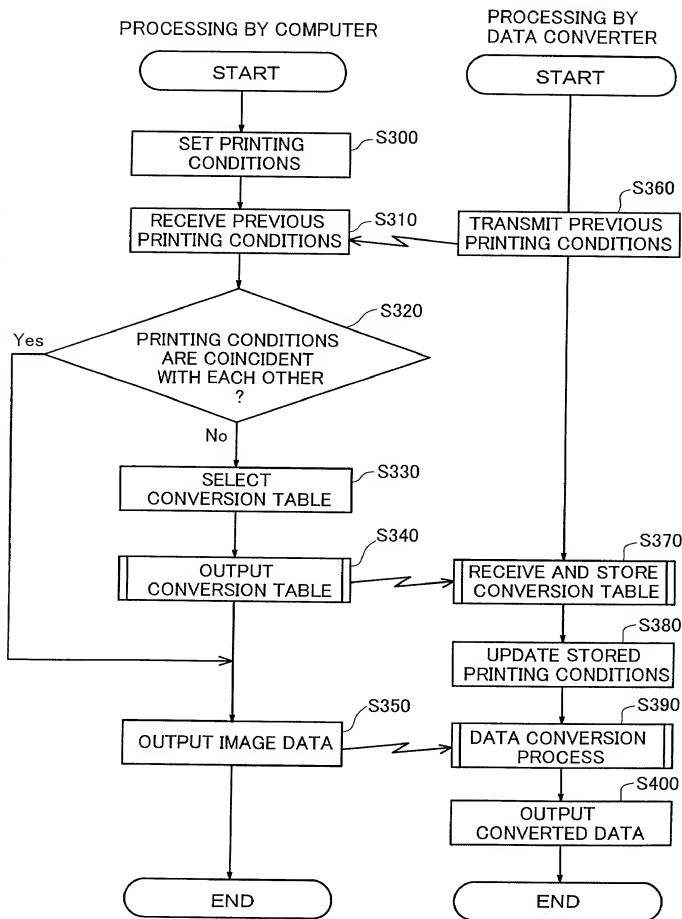 PROCESSING BY COMPUTER
START
SET PRINTING
CONDITIONS
S300
RECEIVE PREVIOUS
PRINTING CONDITIONS
S310
PRINTING CONDITIONS
ARE COINCIDENT
WITH EACH OTHER
?
S320
Yes
No
SELECT
CONVERSION TABLE
S330
OUTPUT
CONVERSION TABLE
S340
OUTPUT IMAGE DATA
S350
END
PROCESSING BY
DATA CONVERTER
START
TRANSMIT PREVIOUS
PRINTING CONDITIONS
S360
RECEIVE AND STORE
CONVERSION TABLE
S370
UPDATE STORED
PRINTING CONDITIONS
S380
DATA CONVERSION
PROCESS
S390
OUTPUT
CONVERTED DATA
S400
END